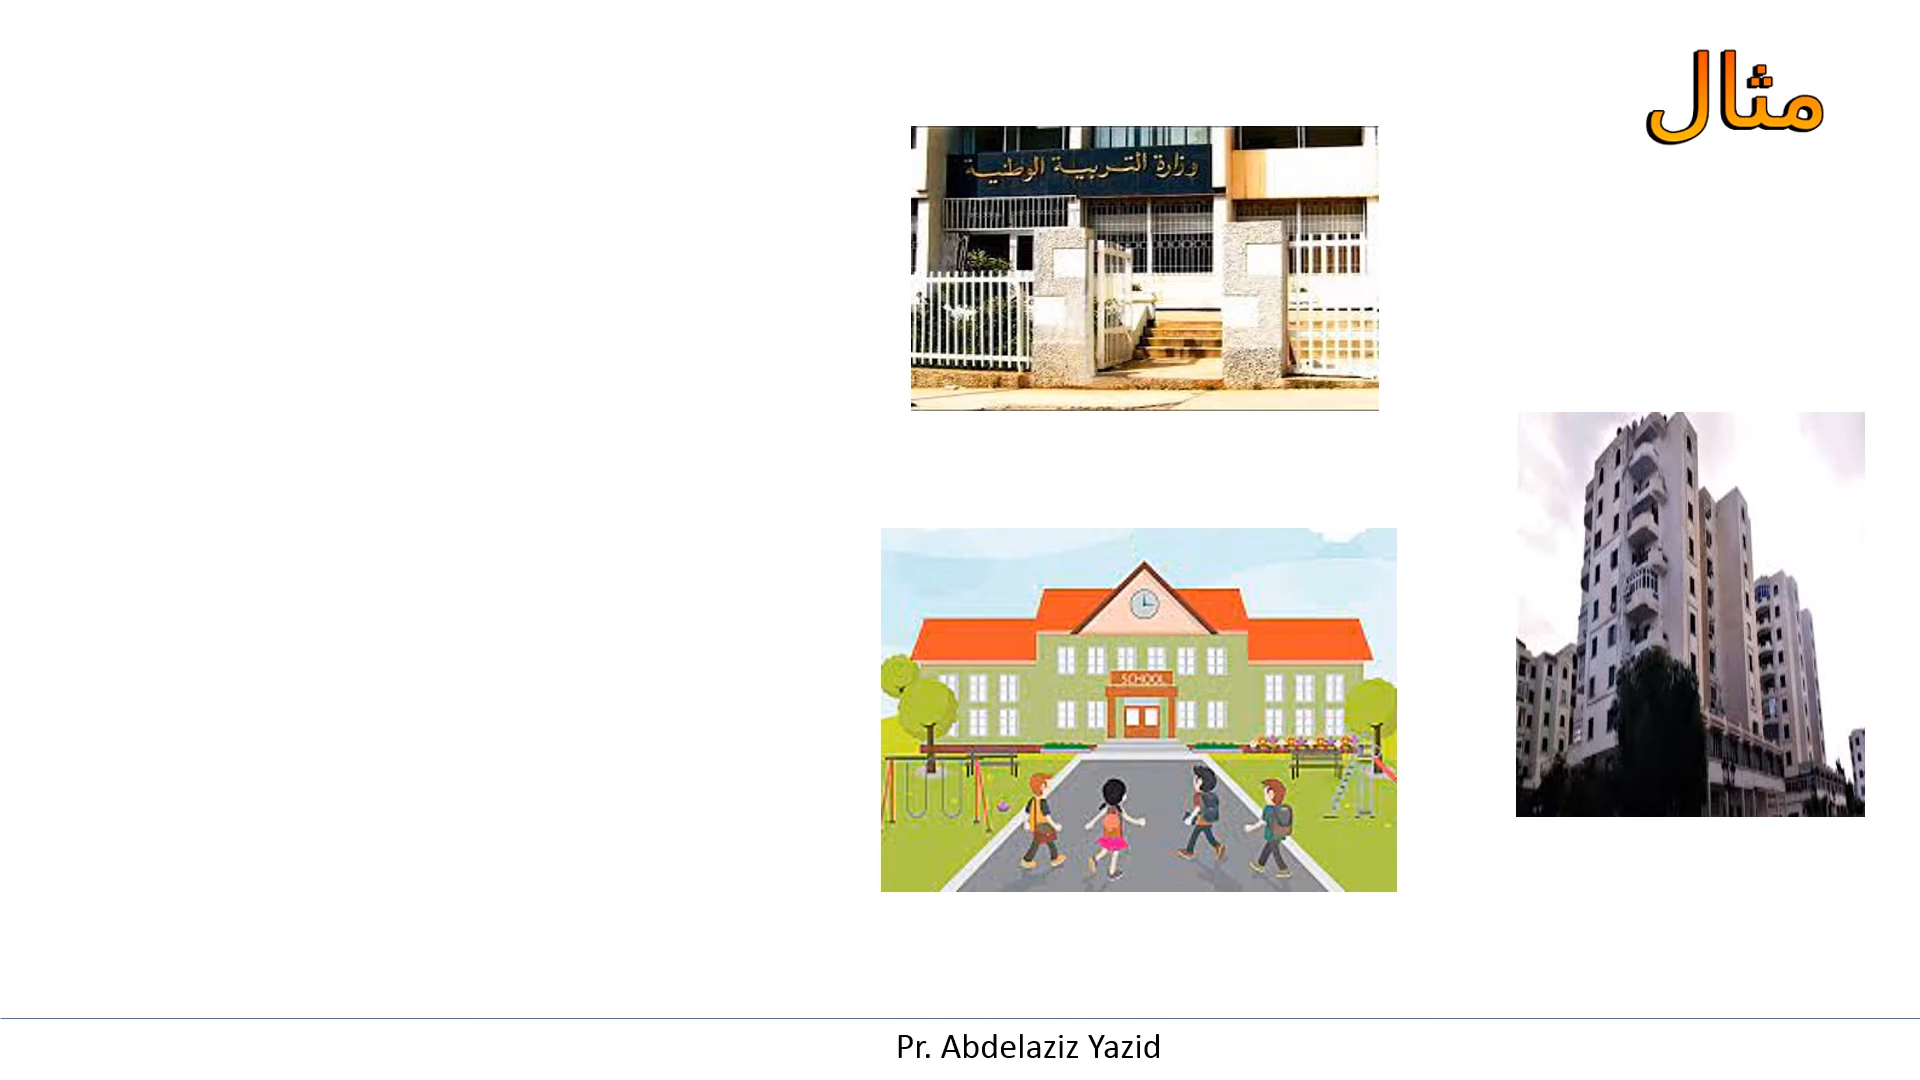 مثال
وزارة التربية الوطنية
SCHOOL
Pr. Abdelaziz Yazid